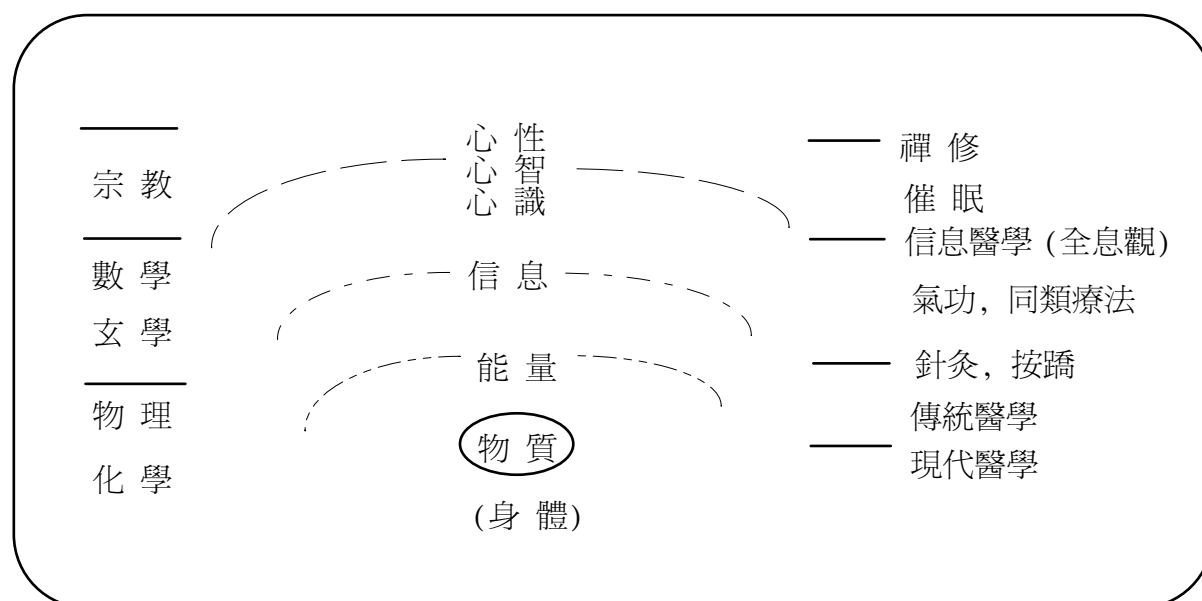 宗 教
數 學
玄 學
物 理
化 學
心 性
心 智
心 識
信 息
能 量
物 質
(身 體)
禪 修
催 眠
信息醫學 (全息觀)
氣功, 同類療法
針灸, 按蹻
傳統醫學
現代醫學